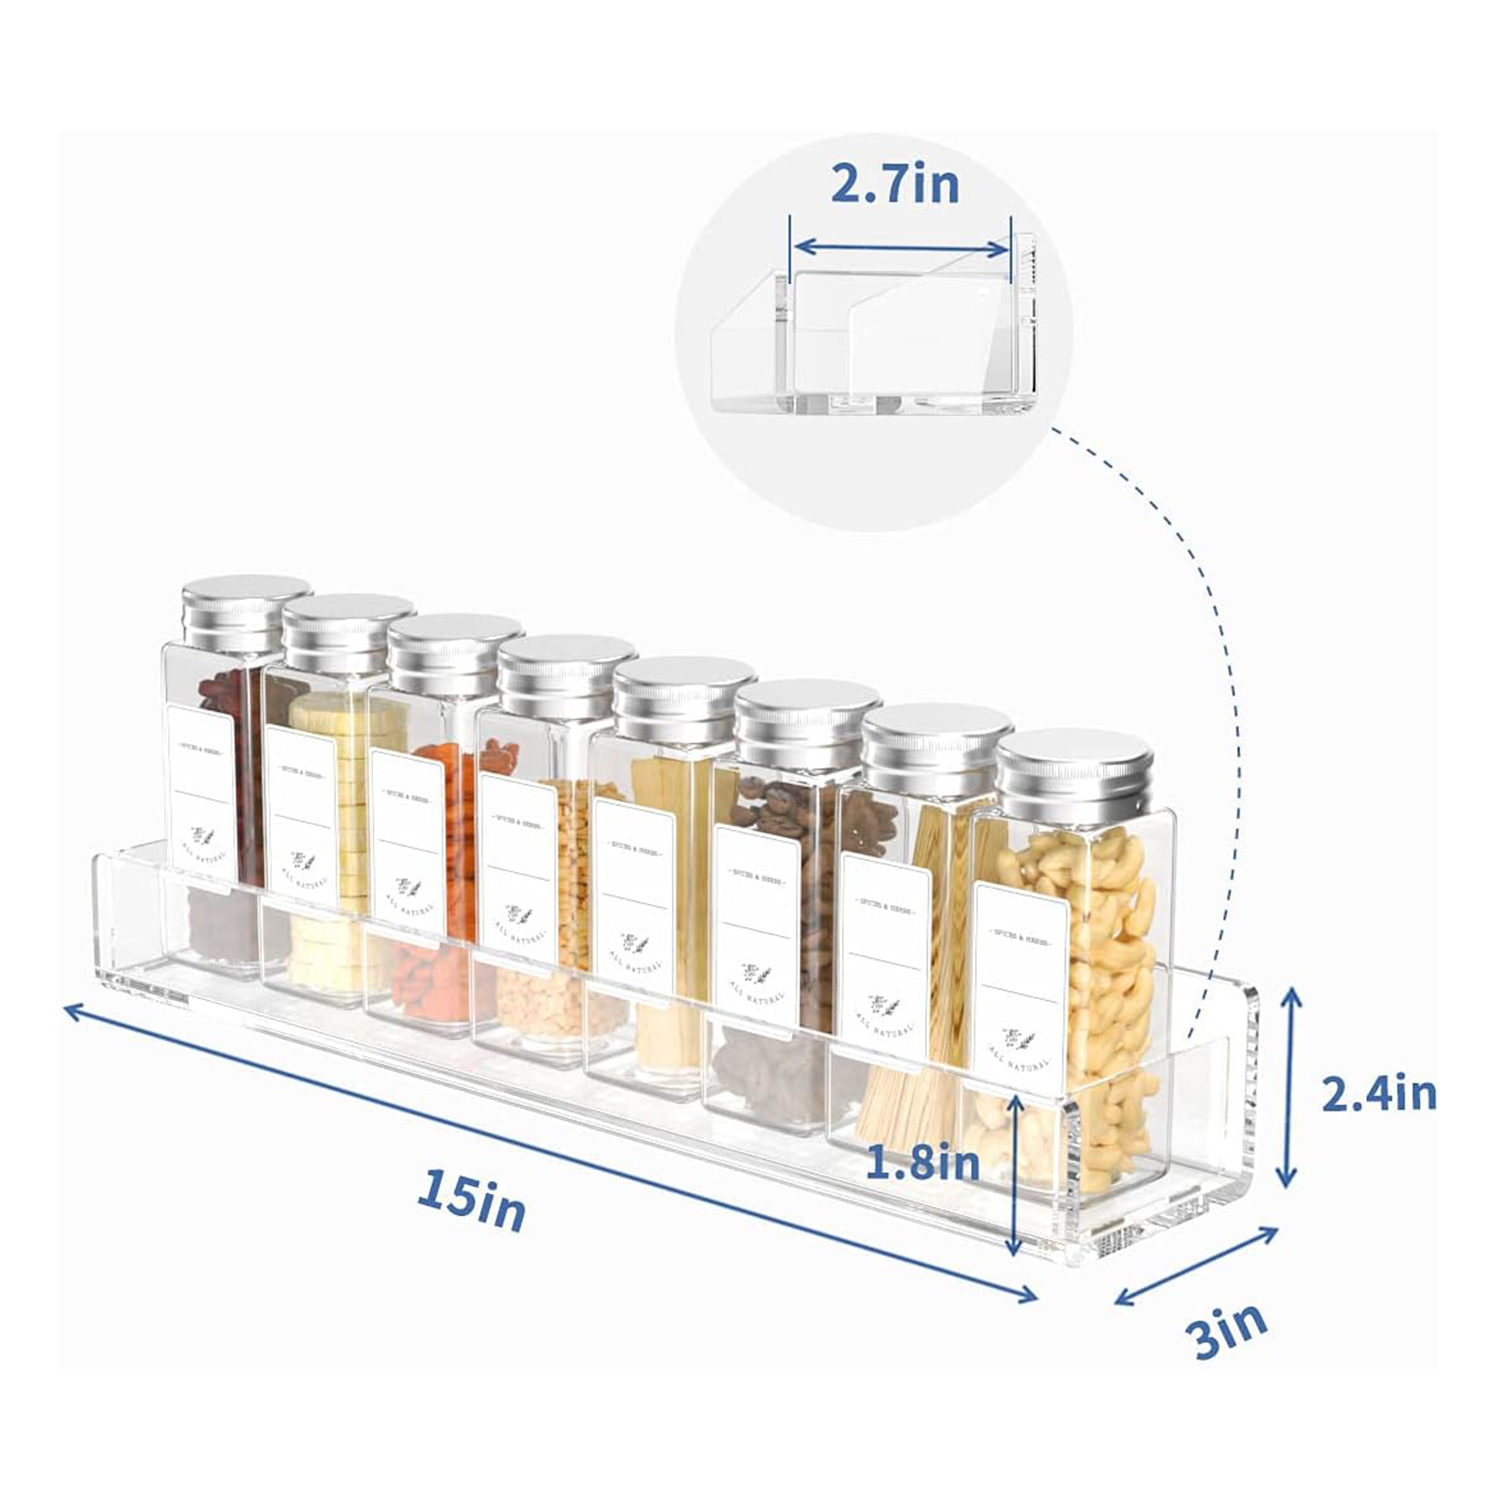 2.7in
-SPICES & HERBS-
ALL NATURAL
-SPICES & HERBS-
ALL NATURAL
-SPICES & HERBS-
ALL NATURAL
-SPICES & HERBS-
ALL NATURAL
-SPICES & HERBS-
ALL NATURAL
-SPICES & HERBS-
ALL NATURAL
-SPICES & HERBS-
ALL NATURAL
-SPICES & HERBS-
ALL NATURAL
2.4in
1.8in
15in
3in